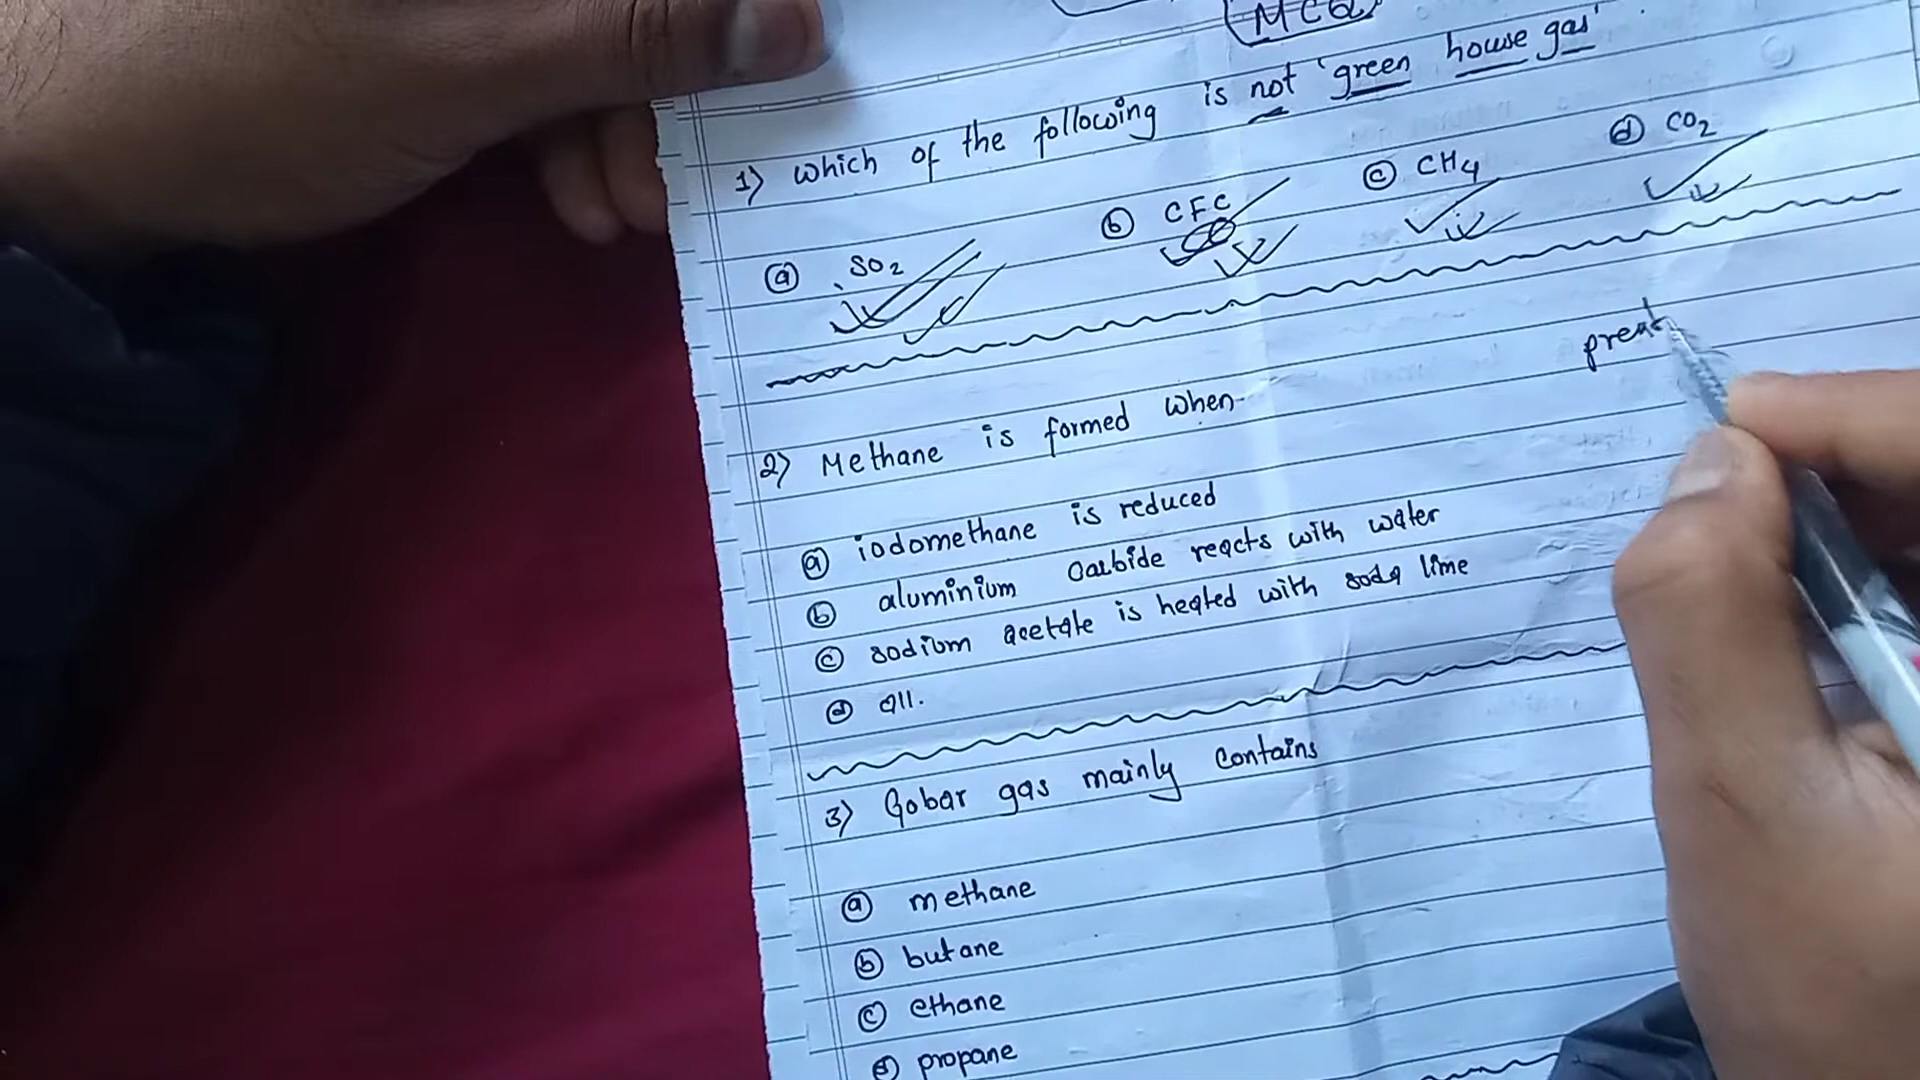 MCQ
1) Which of the following is not 'green house gas'
(a) SO2 (b) CFC (c) CH4 (d) CO2
2) Methane is formed when
(a) iodomethane is reduced
(b) aluminium carbide reacts with water
(c) sodium acetate is heated with soda lime
(d) all.
3) Gobar gas mainly contains
(a) methane
(b) butane
(c) ethane
(d) propane